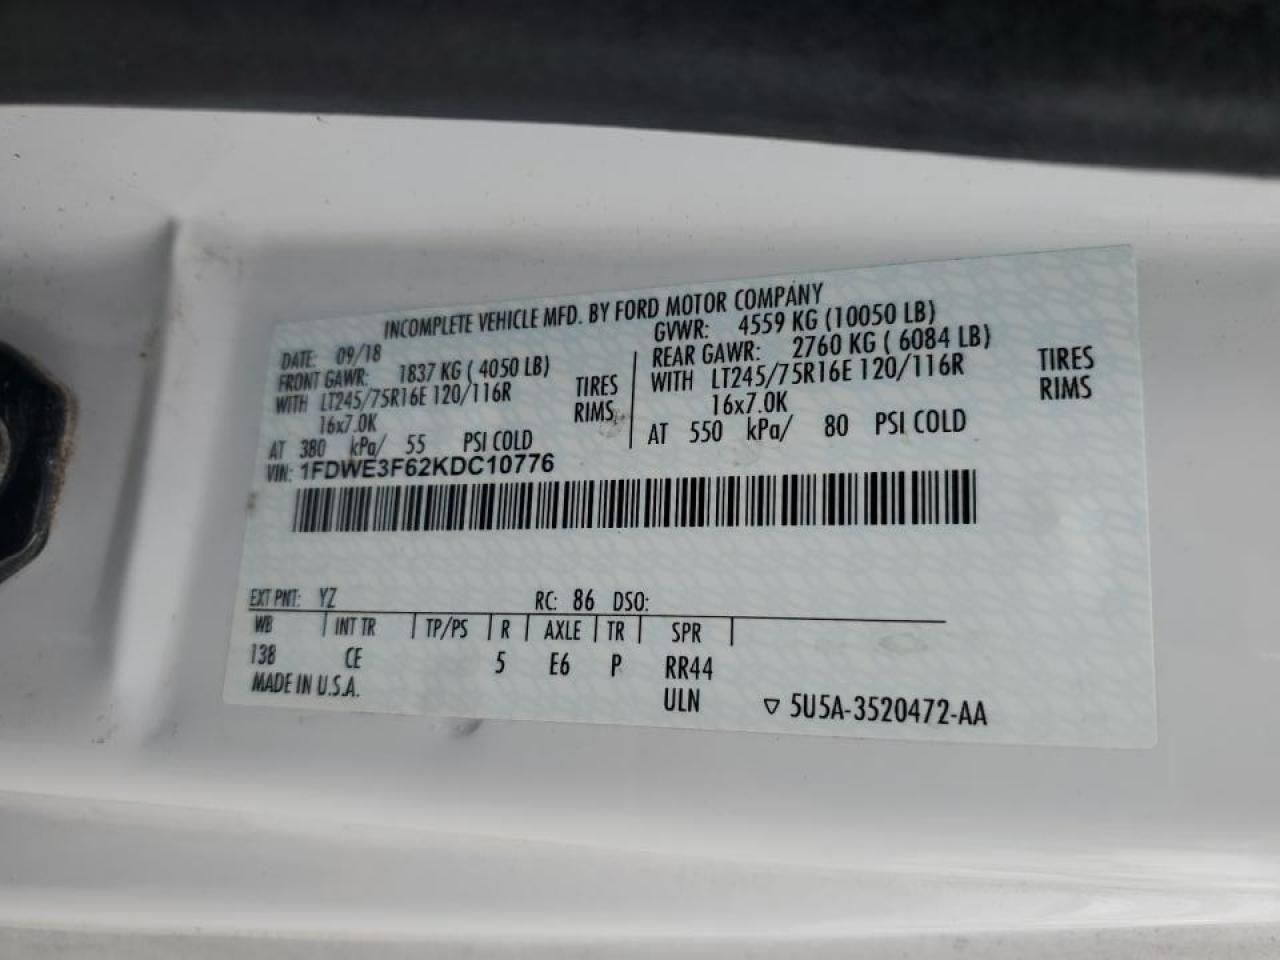 INCOMPLETE VEHICLE MFD. BY FORD MOTOR COMPANY
DATE: 09/18
FRONT GAWR: 1837 KG ( 4050 LB)
WITH LT245/75R16E 120/116R TIRES
16x7.0K RIMS
AT 380 kPa/ 55 PSI COLD
GVWR: 4559 KG (10050 LB)
REAR GAWR: 2760 KG ( 6084 LB)
WITH LT245/75R16E 120/116R TIRES
16x7.0K RIMS
AT 550 kPa/ 80 PSI COLD
VIN: 1FDWE3F62KDC10776
EXT PNT: YZ RC: 86 DSO:
WB INT TR TP/PS R AXLE TR SPR
138 CE 5 E6 P RR44
MADE IN U.S.A. ULN ▽ 5U5A-3520472-AA